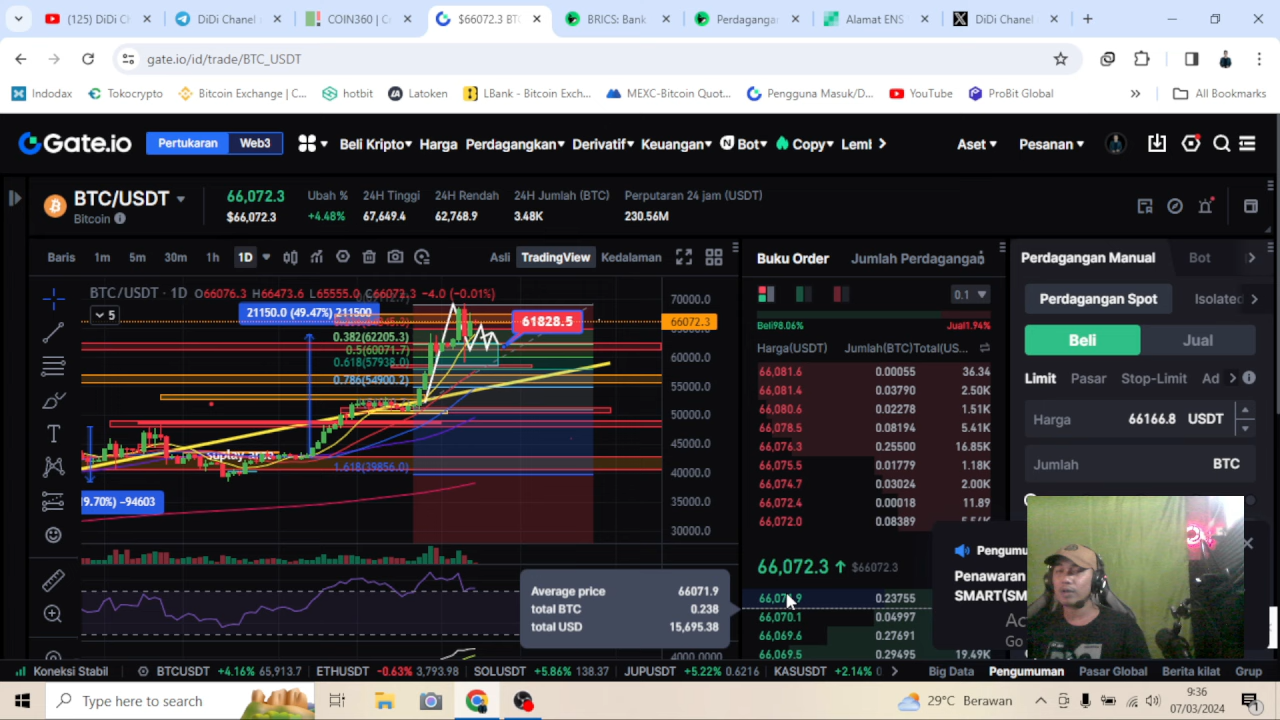 (125) DiDi C
DiDi Chanel
COIN360 | C
$66072.3 BT
BRICS: Bank
Perdagangan
Alamat ENS
DiDi Chanel
gate.io/id/trade/BTC_USDT
Indodax
Tokocrypto
Bitcoin Exchange | C...
hotbit
Latoken
LBank - Bitcoin Exch...
MEXC-Bitcoin Quot...
Pengguna Masuk/D...
YouTube
ProBit Global
All Bookmarks
Gate.io
Pertukaran
Web3
Beli Kripto
Harga
Perdagangkan
Derivatif
Keuangan
Bot
Copy
Aset
Pesanan
BTC/USDT
Bitcoin
66,072.3
$66,072.3
Ubah %
+4.48%
24H Tinggi
67,649.4
24H Rendah
62,768.9
24H Jumlah (BTC)
3.48K
Perputaran 24 jam (USDT)
230.56M
Baris
1m
5m
30m
1h
1D
Asli
TradingView
Kedalaman
BTC/USDT · 1D O66076.3 H66473.6 L65555.0 C66073.3 -4.0 (-0.01%)
5
21150.0 (49.47%) 211500
61828.5
0.382(62205.3)
0.5(60071.7)
0.618(57938.0)
0.786(54900.2)
1.618(39856.0)
suplay area
9.70%) −94603
70000.0
66072.3
60000.0
55000.0
50000.0
45000.0
40000.0
35000.0
30000.0
4000.0000
Average price 66071.9
total BTC 0.238
total USD 15,695.38
Buku Order
Jumlah Perdagangan
0.1
Beli98.06%
Jual1.94%
Harga(USDT) Jumlah(BTC) Total(US...
66,081.6 0.00055 36.34
66,081.4 0.03790 2.50K
66,080.6 0.02278 1.51K
66,078.5 0.08194 5.41K
66,076.3 0.25500 16.85K
66,075.5 0.01779 1.18K
66,074.7 0.03024 2.00K
66,072.4 0.00018 11.89
66,072.0 0.08389
66,072.3 $66072.3
0.23755
66,070.1 0.04997
66,069.6 0.27691
66,069.5 0.29495 19.49K
Perdagangan Manual
Bot
Perdagangan Spot
Isolated
Beli
Jual
Limit
Pasar
Stop-Limit
Ad
Harga 66166.8 USDT
Jumlah BTC
Pengumu
Penawaran
SMART(SM
Ac
Go
Koneksi Stabil
BTCUSDT +4.16% 65,913.7
ETHUSDT -0.63% 3,793.98
SOLUSDT +5.86% 138.37
JUPUSDT +5.22% 0.6216
KASUSDT +2.14%
Big Data
Pengumuman
Pasar Global
Berita kilat
Grup
Type here to search
29°C Berawan
9:36
07/03/2024